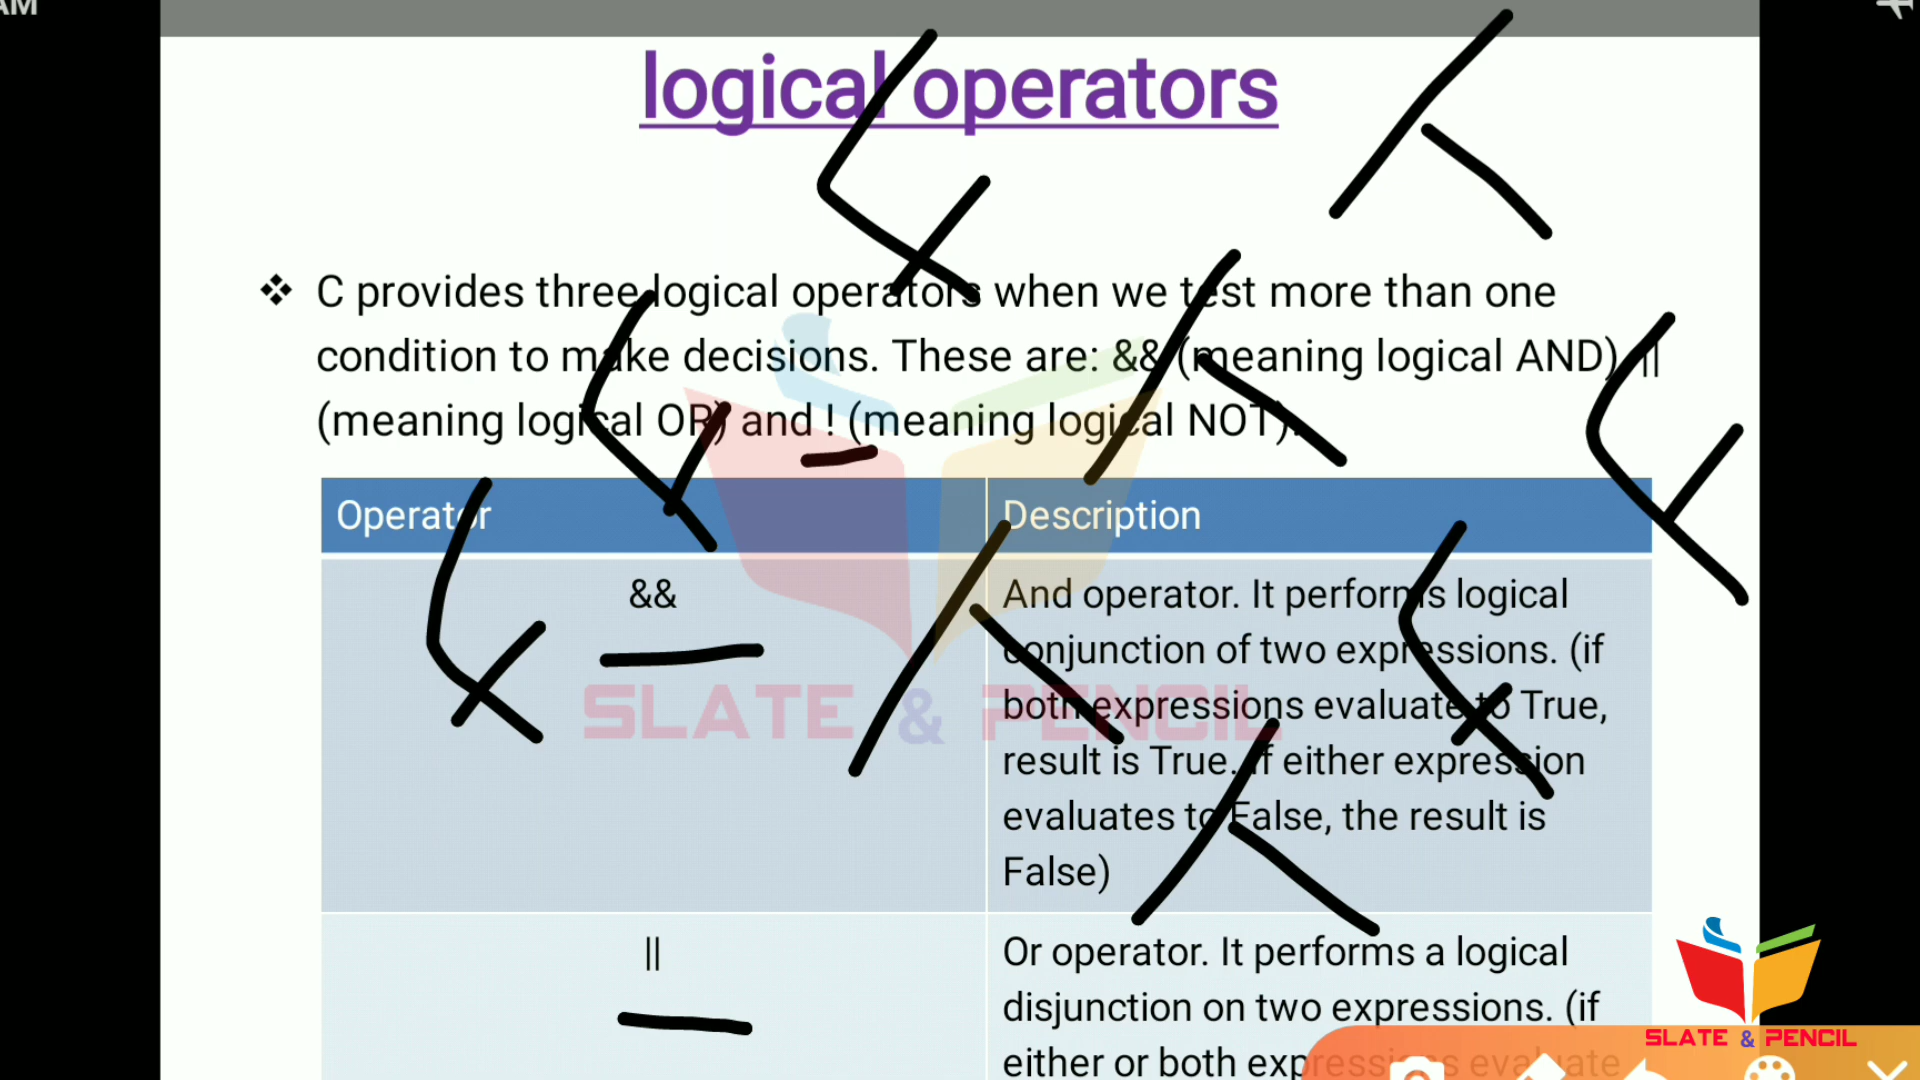 AM
logical operators
❖ C provides three logical operators when we test more than one
condition to make decisions. These are: && (meaning logical AND), ||
(meaning logical OR) and ! (meaning logical NOT).
Operator Description
&& And operator. It performs logical
conjunction of two expressions. (if
both expressions evaluate to True,
result is True. If either expression
evaluates to False, the result is
False)
|| Or operator. It performs a logical
disjunction on two expressions. (if
either or both expressions evaluate
SLATE & PENCIL
SLATE & PENCIL